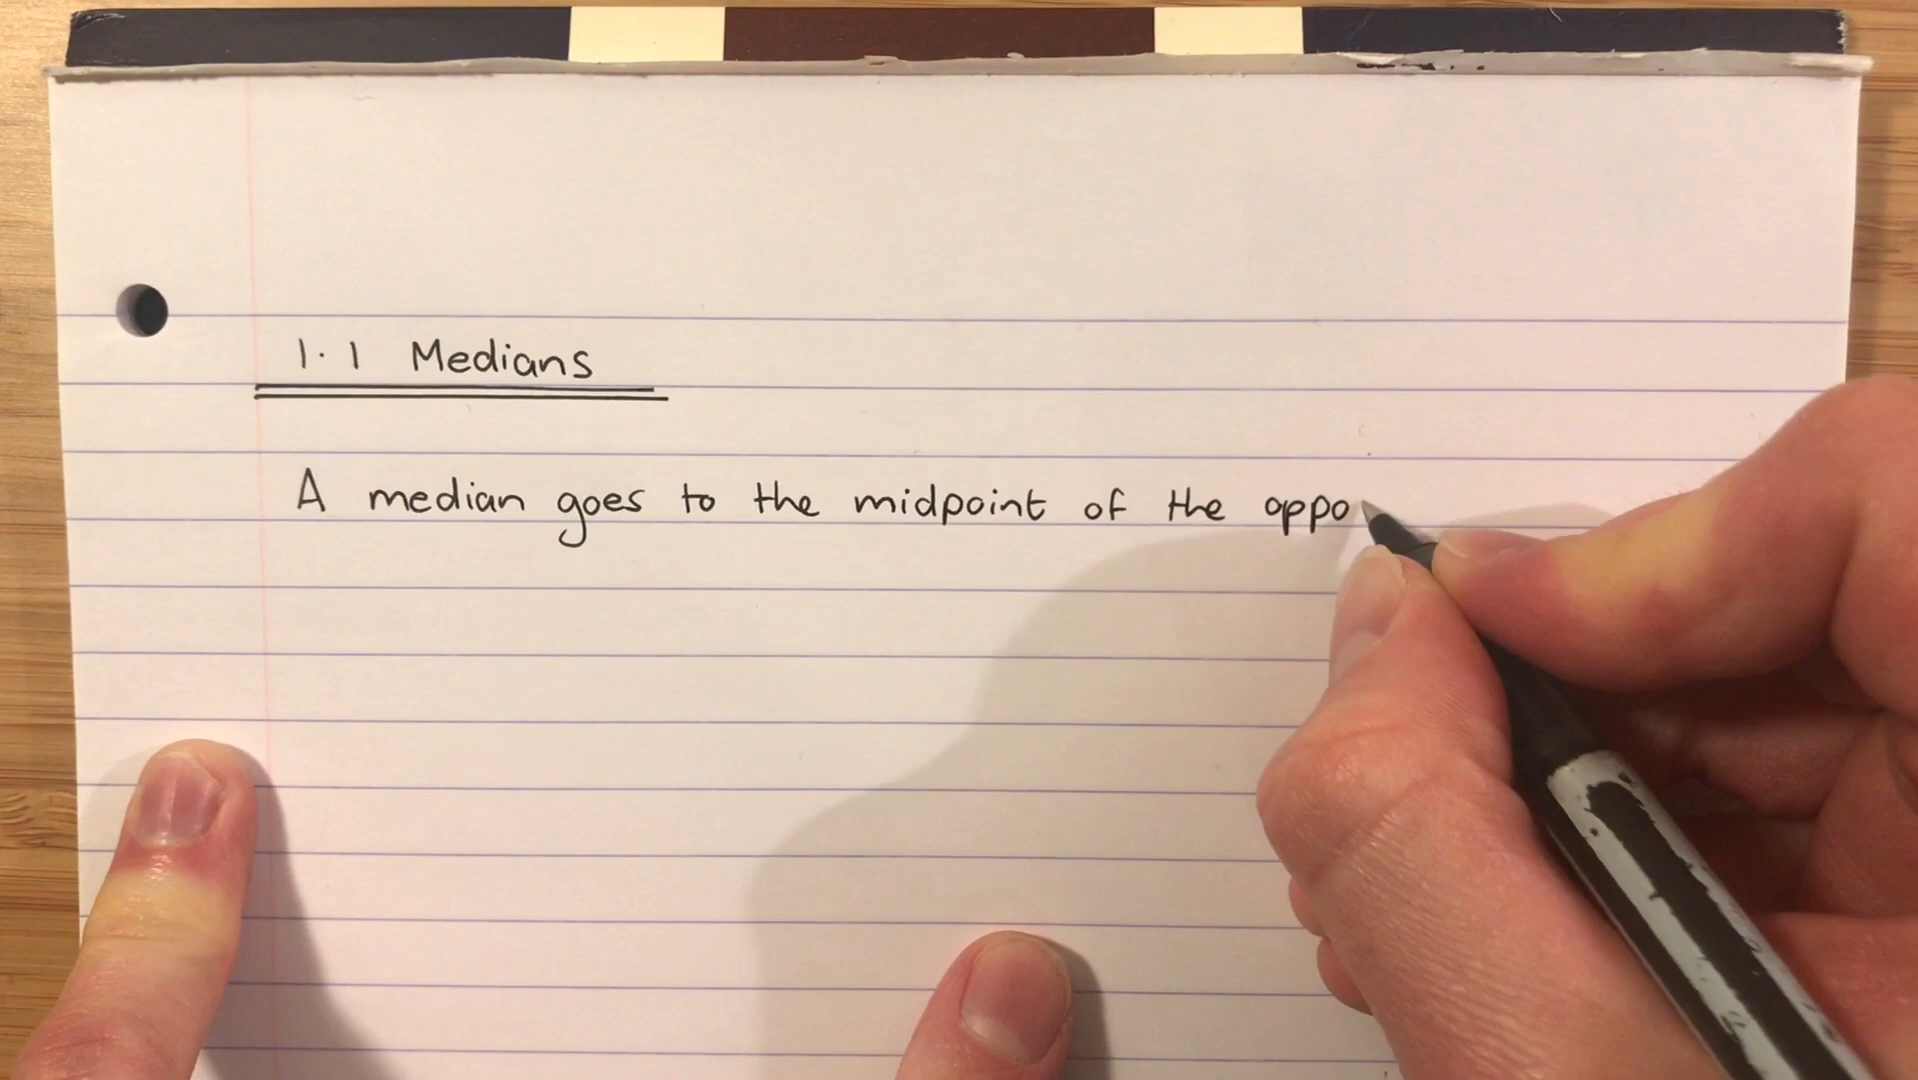 1.1 Medians
A median goes to the midpoint of the oppo